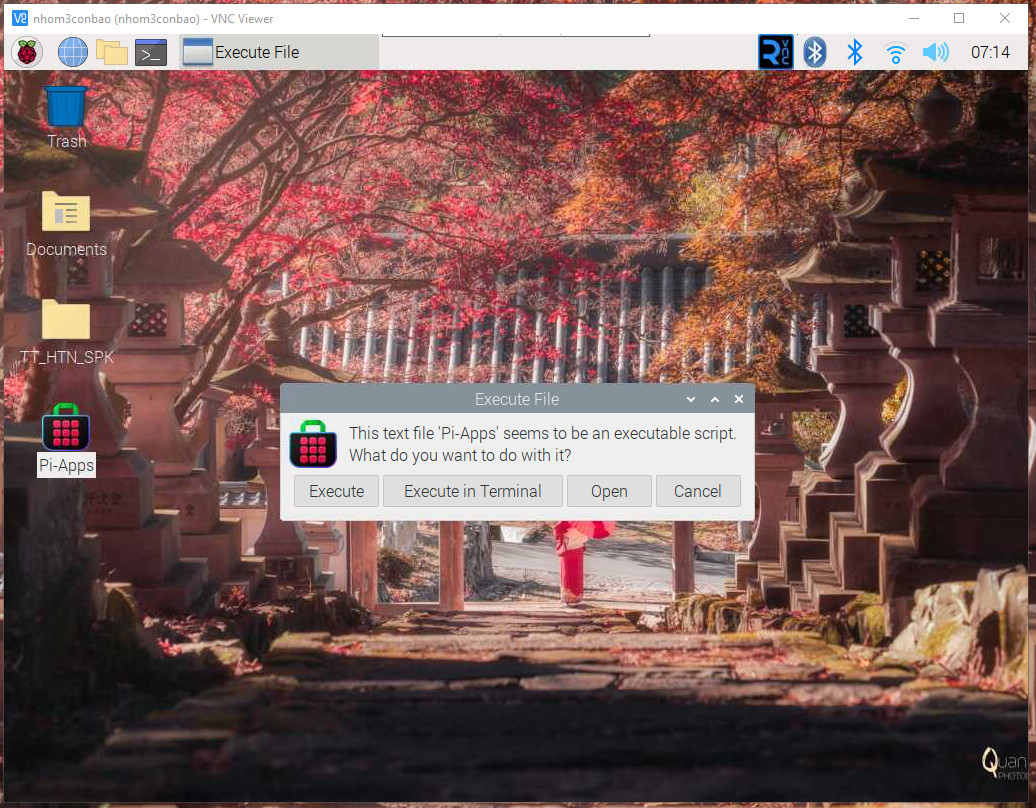 nhom3conbao (nhom3conbao) - VNC Viewer
Execute File
07:14
Trash
Documents
TT_HTN_SPK
Pi-Apps
Execute File
This text file 'Pi-Apps' seems to be an executable script.
What do you want to do with it?
Execute
Execute in Terminal
Open
Cancel
Quan
PHOTO